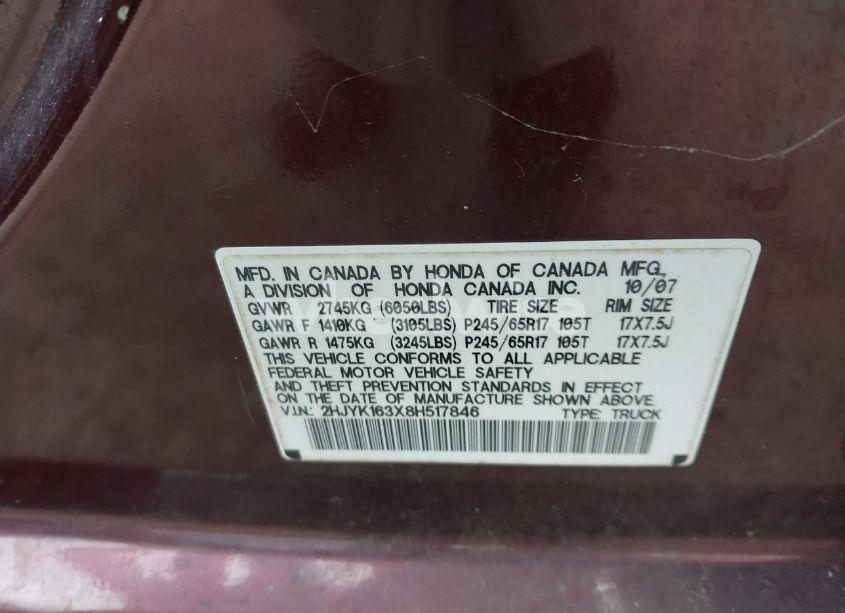 MFD. IN CANADA BY HONDA OF CANADA MFG.,
A DIVISION OF HONDA CANADA INC. 10/07
GVWR 2745KG (6050LBS) TIRE SIZE RIM SIZE
GAWR F 1410KG (3105LBS) P245/65R17 105T 17X7.5J
GAWR R 1475KG (3245LBS) P245/65R17 105T 17X7.5J
THIS VEHICLE CONFORMS TO ALL APPLICABLE
FEDERAL MOTOR VEHICLE SAFETY
AND THEFT PREVENTION STANDARDS IN EFFECT
ON THE DATE OF MANUFACTURE SHOWN ABOVE.
V.I.N.: 2HJYK163X8H517846 TYPE: TRUCK